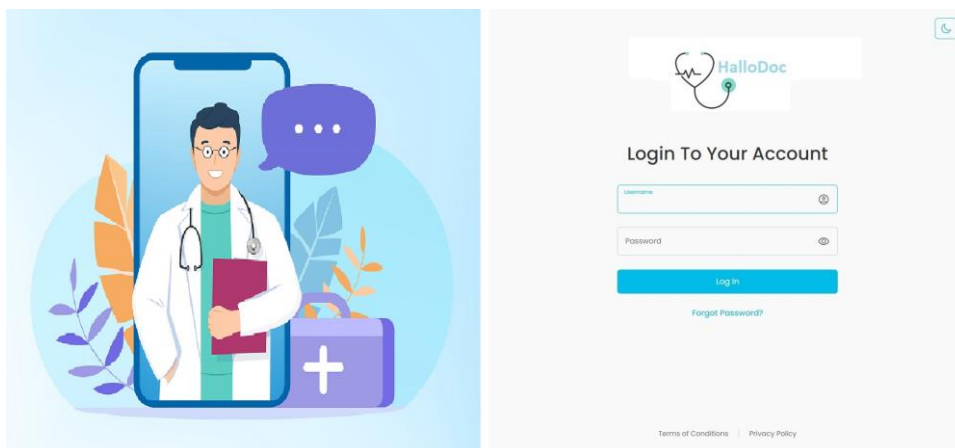 HalloDoc
Login To Your Account
Username
Password
Log In
Forgot Password?
Terms of Conditions | Privacy Policy